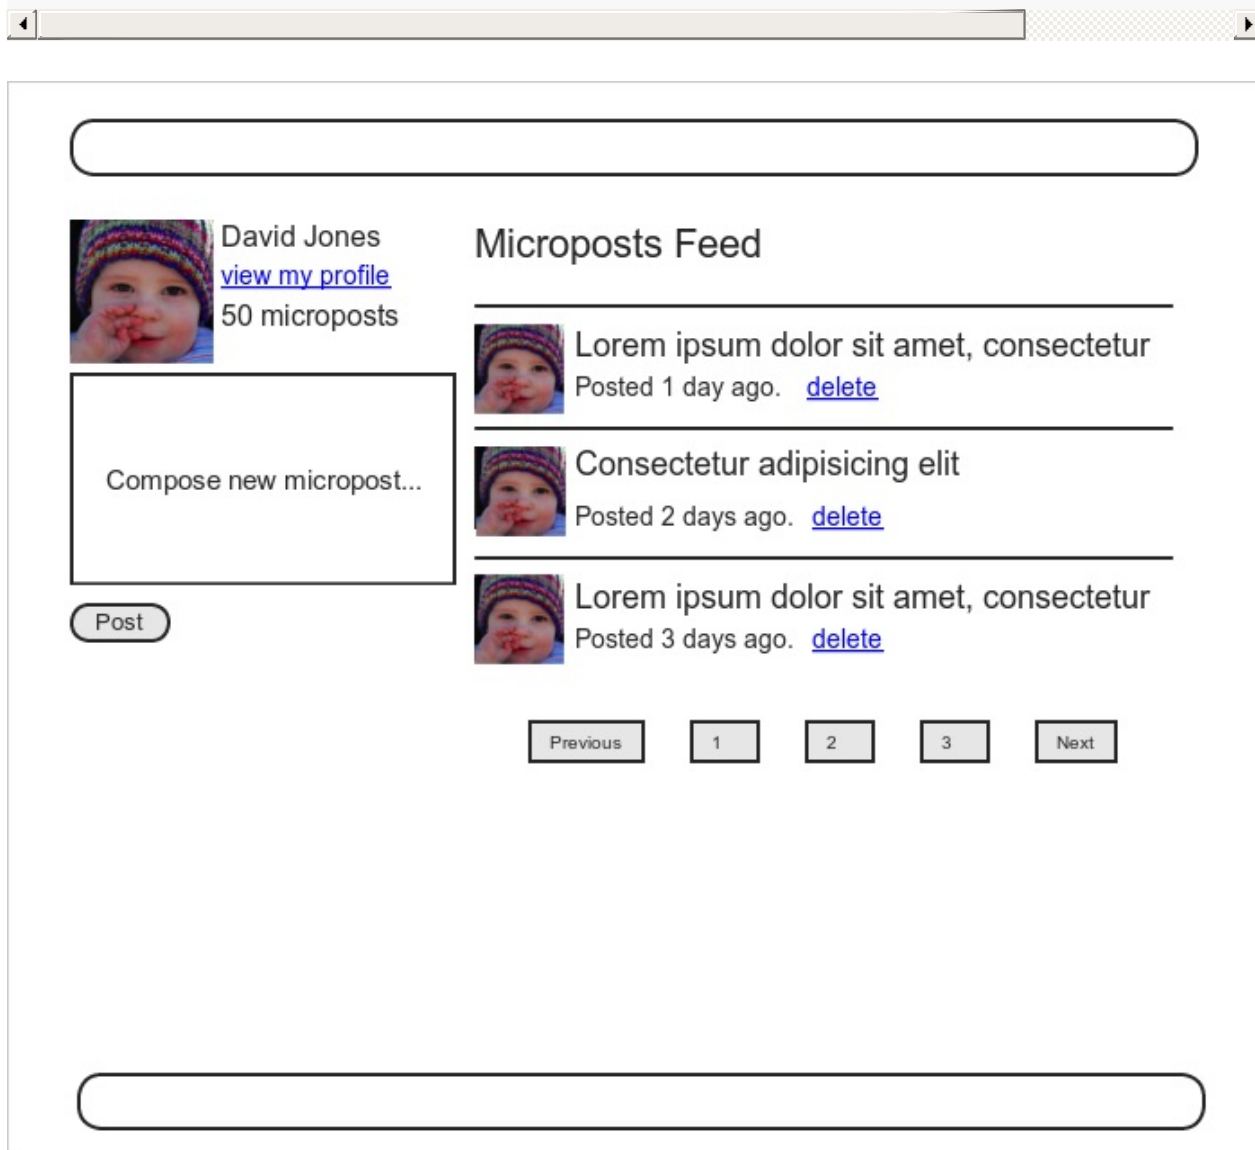 David Jones
view my profile
50 microposts
Compose new micropost...
Post
Microposts Feed
Lorem ipsum dolor sit amet, consectetur
Posted 1 day ago. delete
Consectetur adipisicing elit
Posted 2 days ago. delete
Lorem ipsum dolor sit amet, consectetur
Posted 3 days ago. delete
Previous 1 2 3 Next